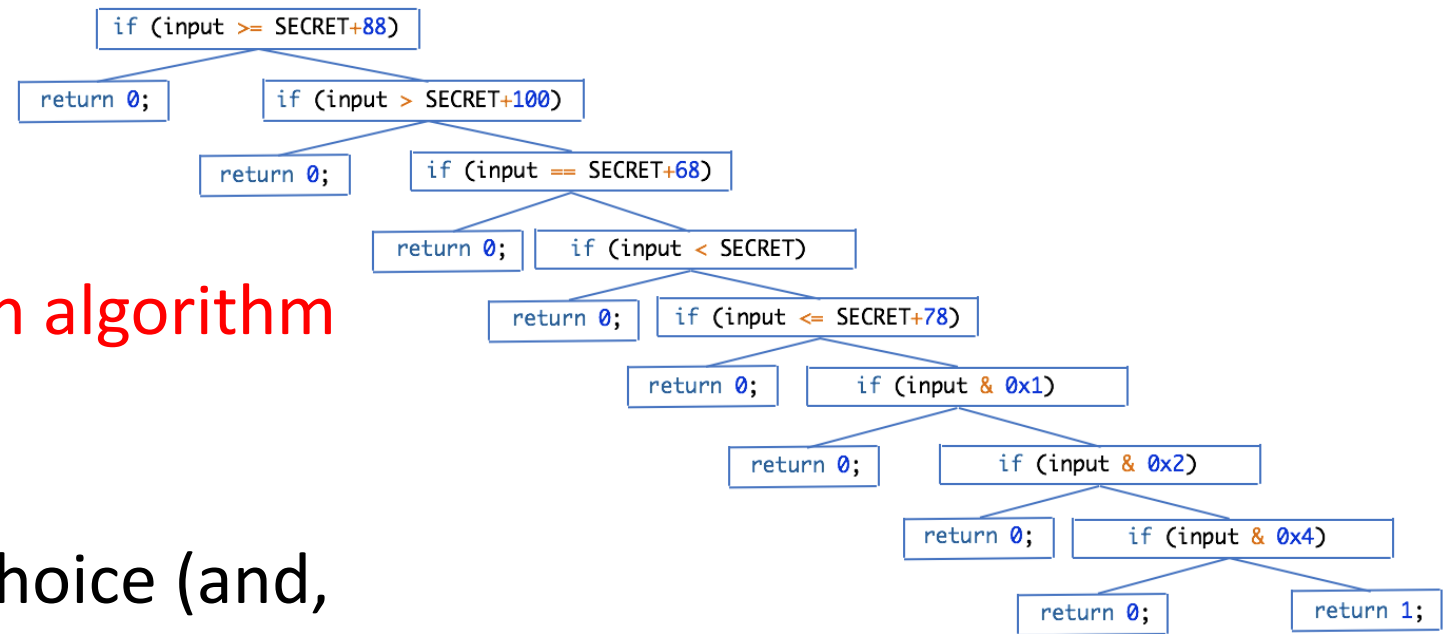 if (input >= SECRET+88)
return 0;
if (input > SECRET+100)
return 0;
if (input == SECRET+68)
return 0;
if (input < SECRET)
n algorithm
return 0;
if (input <= SECRET+78)
return 0;
if (input & 0x1)
return 0;
if (input & 0x2)
return 0;
if (input & 0x4)
hoice (and,
return 0;
return 1;